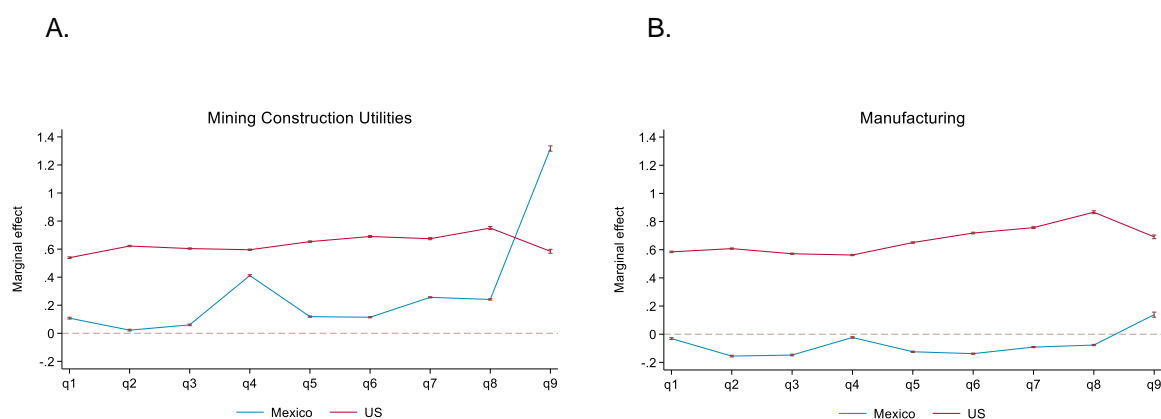 A.
Mining Construction Utilities
Marginal effect
1.4
1.2
1
.8
.6
.4
.2
0
-.2
q1 q2 q3 q4 q5 q6 q7 q8 q9
Mexico US
B.
Manufacturing
Marginal effect
1.4
1.2
1
.8
.6
.4
.2
0
-.2
q1 q2 q3 q4 q5 q6 q7 q8 q9
Mexico US